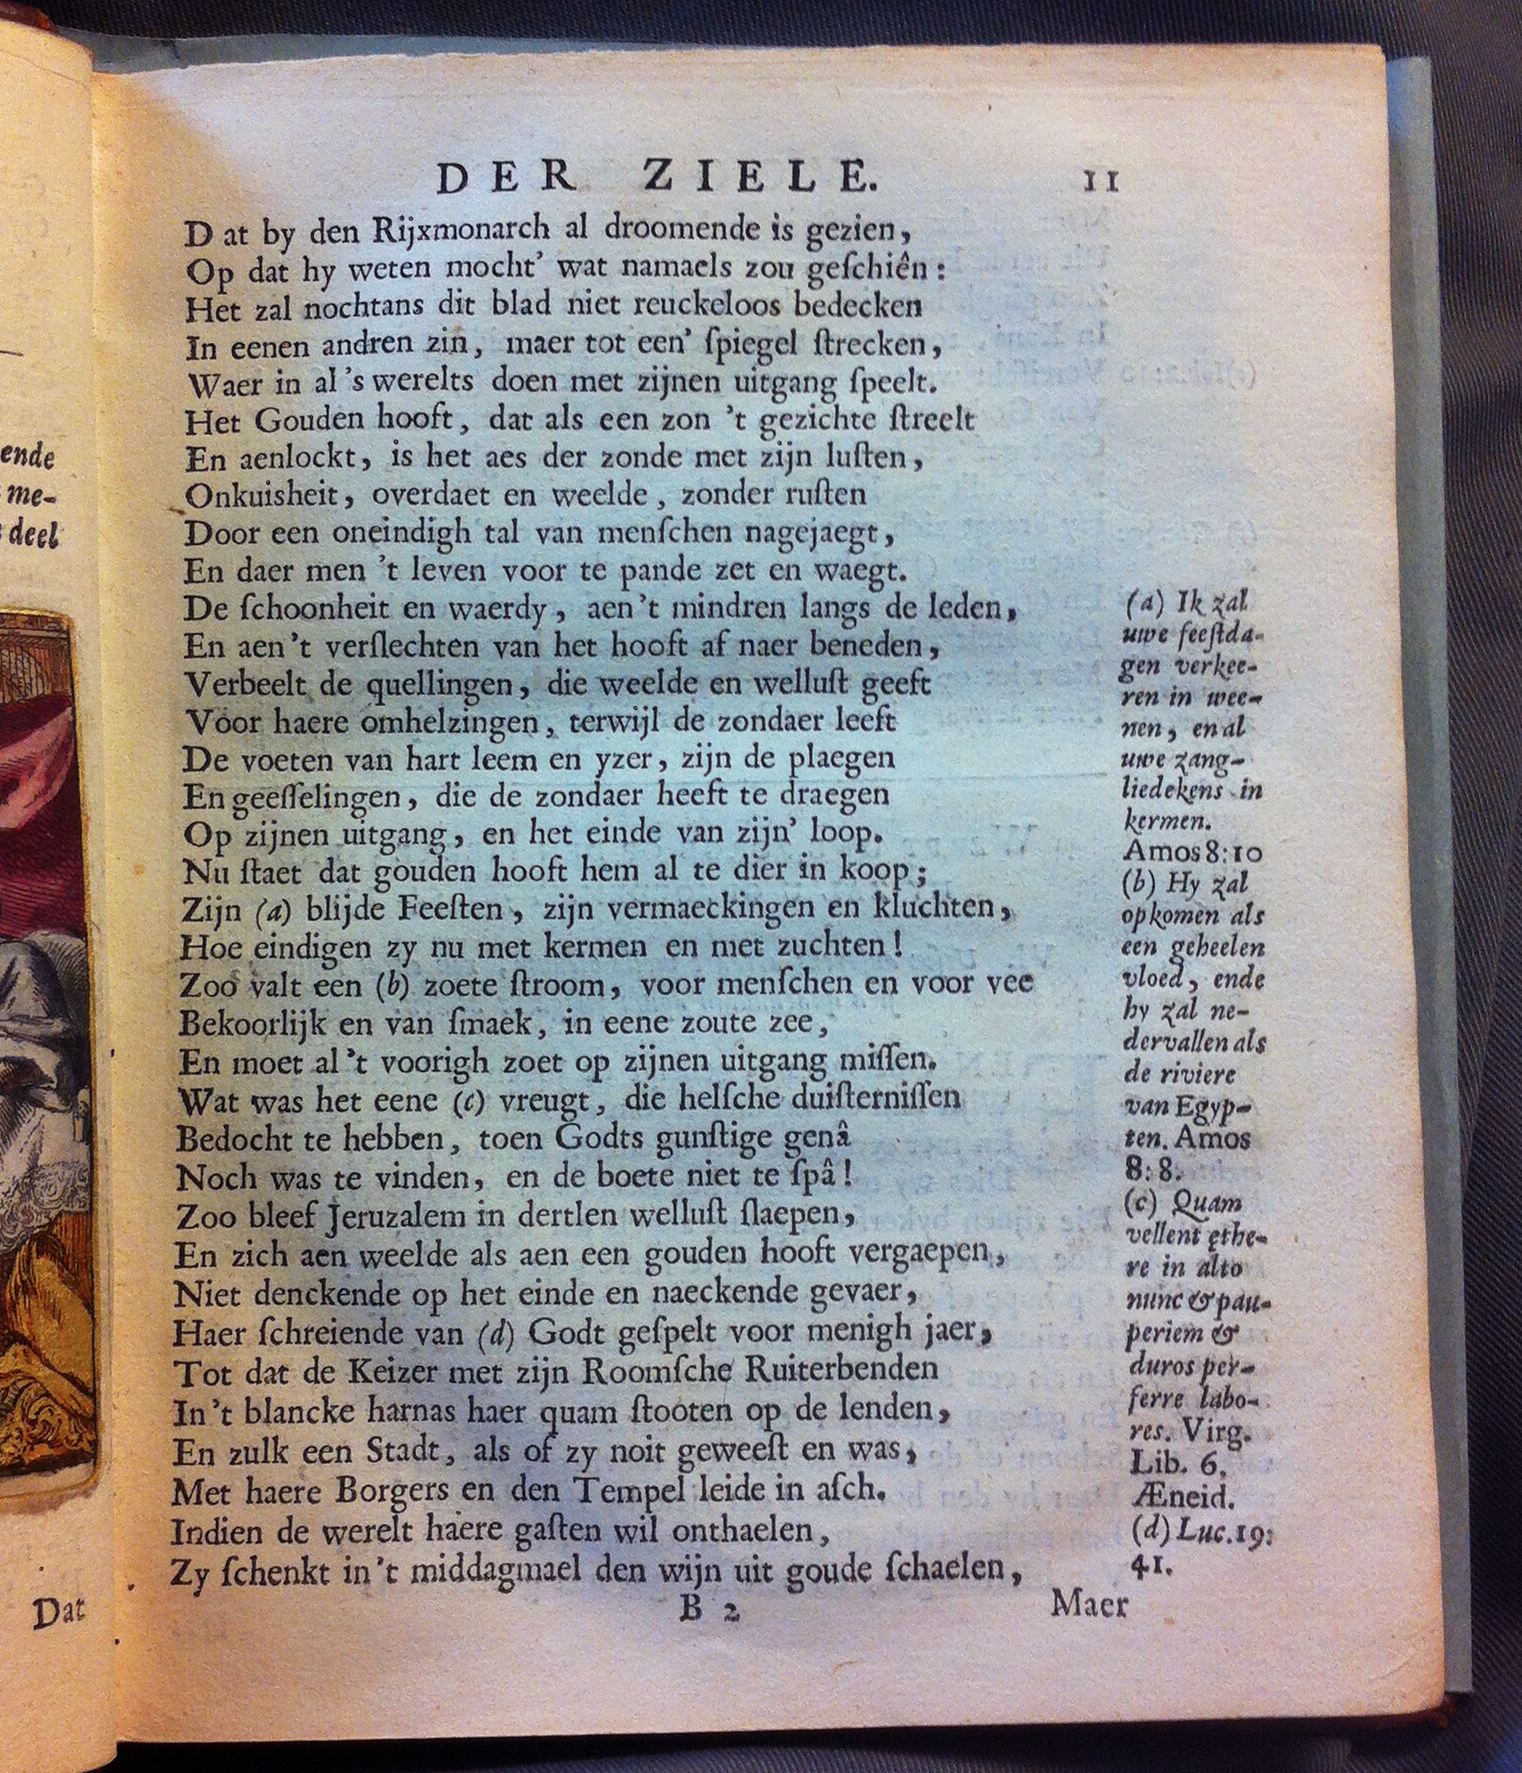 ende
me-
deel
Dat
DER ZIELE. 11
Dat by den Rijxmonarch al droomende is gezien,
Op dat hy weten mocht' wat namaels zou geſchiên:
Het zal nochtans dit blad niet reuckeloos bedecken
In eenen andren zin, maer tot een' ſpiegel ſtrecken,
Waer in al 's werelts doen met zijnen uitgang ſpeelt.
Het Gouden hooft, dat als een zon 't gezichte ſtreelt
En aenlockt, is het aes der zonde met zijn luſten,
Onkuisheit, overdaet en weelde, zonder ruſten
Door een oneindigh tal van menſchen nagejaegt,
En daer men 't leven voor te pande zet en waegt.
De ſchoonheit en waerdy, aen 't mindren langs de leden,
En aen 't verſlechten van het hooft af naer beneden,
Verbeelt de quellingen, die weelde en welluſt geeft
Voor haere omhelzingen, terwijl de zondaer leeft
De voeten van hart leem en yzer, zijn de plaegen
En geeſſelingen, die de zondaer heeft te draegen
Op zijnen uitgang, en het einde van zijn' loop.
Nu ſtaet dat gouden hooft hem al te dier in koop;
Zijn (a) blijde Feeſten, zijn vermaeckingen en kluchten,
Hoe eindigen zy nu met kermen en met zuchten!
Zoo valt een (b) zoete ſtroom, voor menſchen en voor vee
Bekoorlijk en van ſmaek, in eene zoute zee,
En moet al 't voorigh zoet op zijnen uitgang miſſen.
Wat was het eene (c) vreugt, die helſche duiſterniſſen
Bedocht te hebben, toen Godts gunſtige genâ
Noch was te vinden, en de boete niet te ſpâ!
Zoo bleef Jeruzalem in dertlen welluſt ſlaepen,
En zich aen weelde als aen een gouden hooft vergaepen,
Niet denckende op het einde en naeckende gevaer,
Haer ſchreiende van (d) Godt geſpelt voor menigh jaer,
Tot dat de Keizer met zijn Roomſche Ruiterbenden
In 't blancke harnas haer quam ſtooten op de lenden,
En zulk een Stadt, als of zy noit geweeſt en was,
Met haere Borgers en den Tempel leide in aſch.
Indien de werelt haere gaſten wil onthaelen,
Zy ſchenkt in 't middagmael den wijn uit goude ſchaelen,
B 2 Maer
(a) Ik zal
uwe feeſtda-
gen verkee-
ren in wee-
nen, en al
uwe zang-
liedekens in
kermen.
Amos 8:10
(b) Hy zal
opkomen als
een geheelen
vloed, ende
hy zal ne-
dervallen als
de riviere
van Egyp-
ten. Amos
8:8.
(c) Quam
vellent ęthe-
re in alto
nunc & pau-
periem &
duros per-
ferre labo-
res. Virg.
Lib. 6.
Æneid.
(d) Luc. 19:
41.